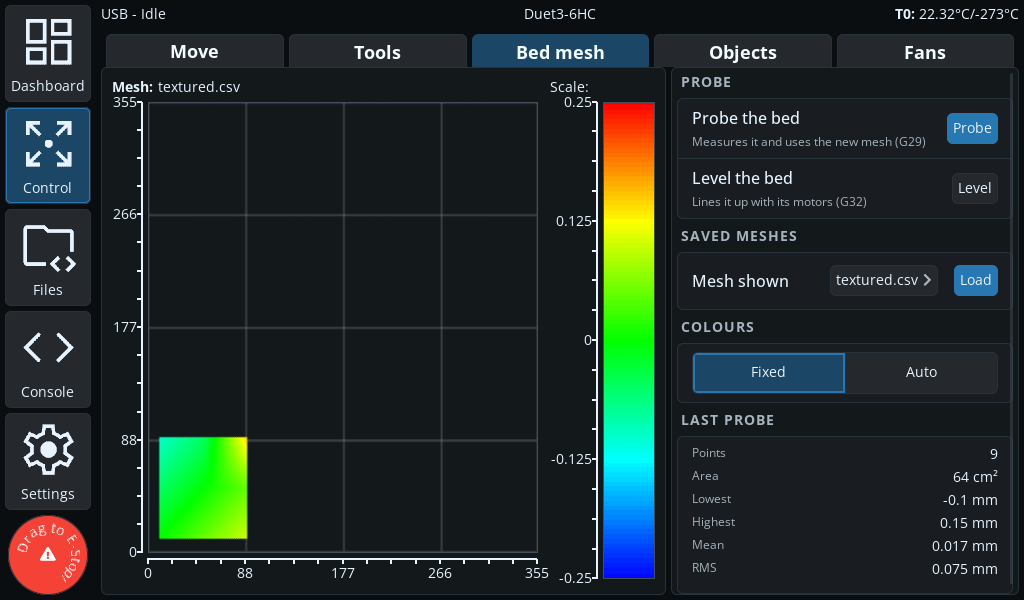 USB - Idle
Duet3-6HC
T0: 22.32°C/-273°C
Dashboard
Control
Files
Console
Settings
Drag to E-Stop!
Move
Tools
Bed mesh
Objects
Fans
Mesh: textured.csv
Scale:
355
266
177
88
0
0
88
177
266
355
0.25
0.125
0
-0.125
-0.25
PROBE
Probe the bed
Measures it and uses the new mesh (G29)
Probe
Level the bed
Lines it up with its motors (G32)
Level
SAVED MESHES
Mesh shown
textured.csv
Load
COLOURS
Fixed
Auto
LAST PROBE
Points 9
Area 64 cm²
Lowest -0.1 mm
Highest 0.15 mm
Mean 0.017 mm
RMS 0.075 mm